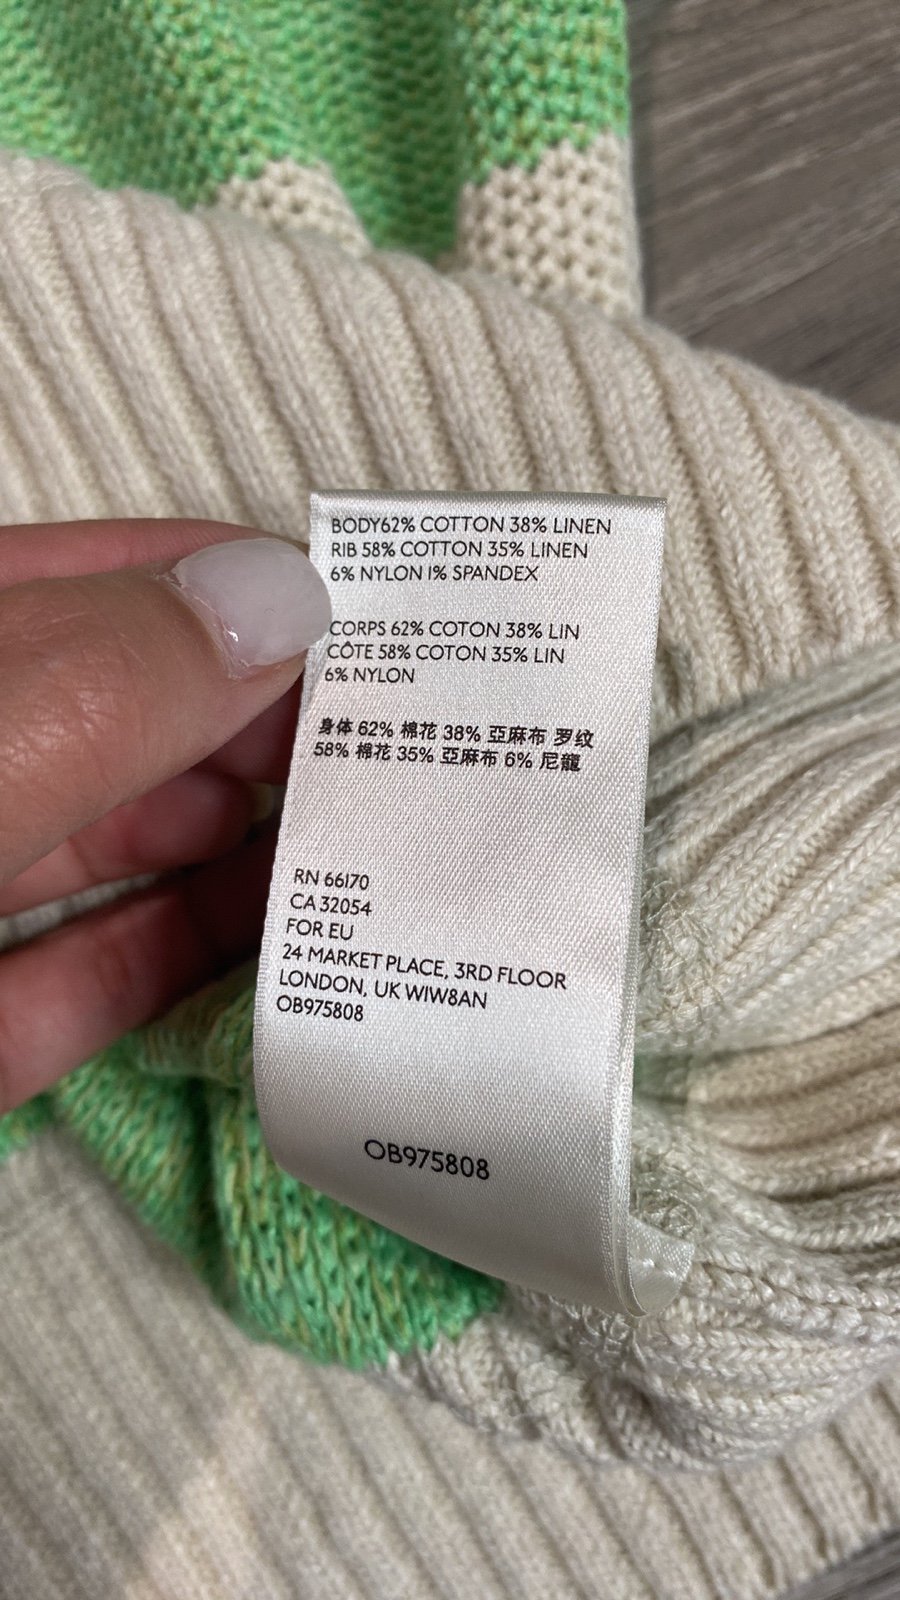 BODY62% COTTON 38% LINEN
RIB 58% COTTON 35% LINEN
6% NYLON 1% SPANDEX
CORPS 62% COTON 38% LIN
CÔTE 58% COTON 35% LIN
6% NYLON
身体 62% 棉花 38% 亞麻布 罗纹
58% 棉花 35% 亞麻布 6% 尼龍
RN 66170
CA 32054
FOR EU
24 MARKET PLACE, 3RD FLOOR
LONDON, UK W1W8AN
OB975808
OB975808